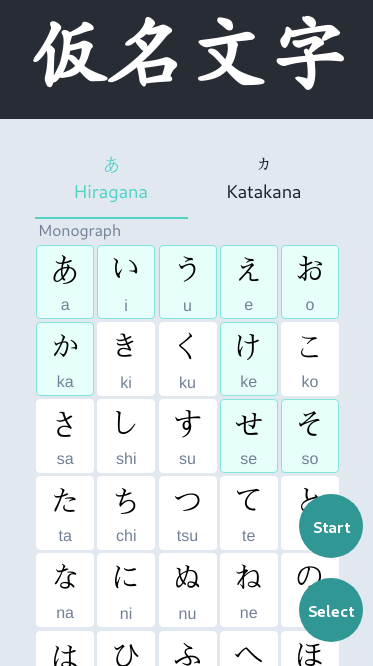 仮名文字
あ カ
Hiragana Katakana
Monograph
あ い う え お
a i u e o
か き く け こ
ka ki ku ke ko
さ し す せ そ
sa shi su se so
た ち つ て と
ta chi tsu te
Start
な に ぬ ね の
na ni nu ne
Select
は ひ ふ へ ほ